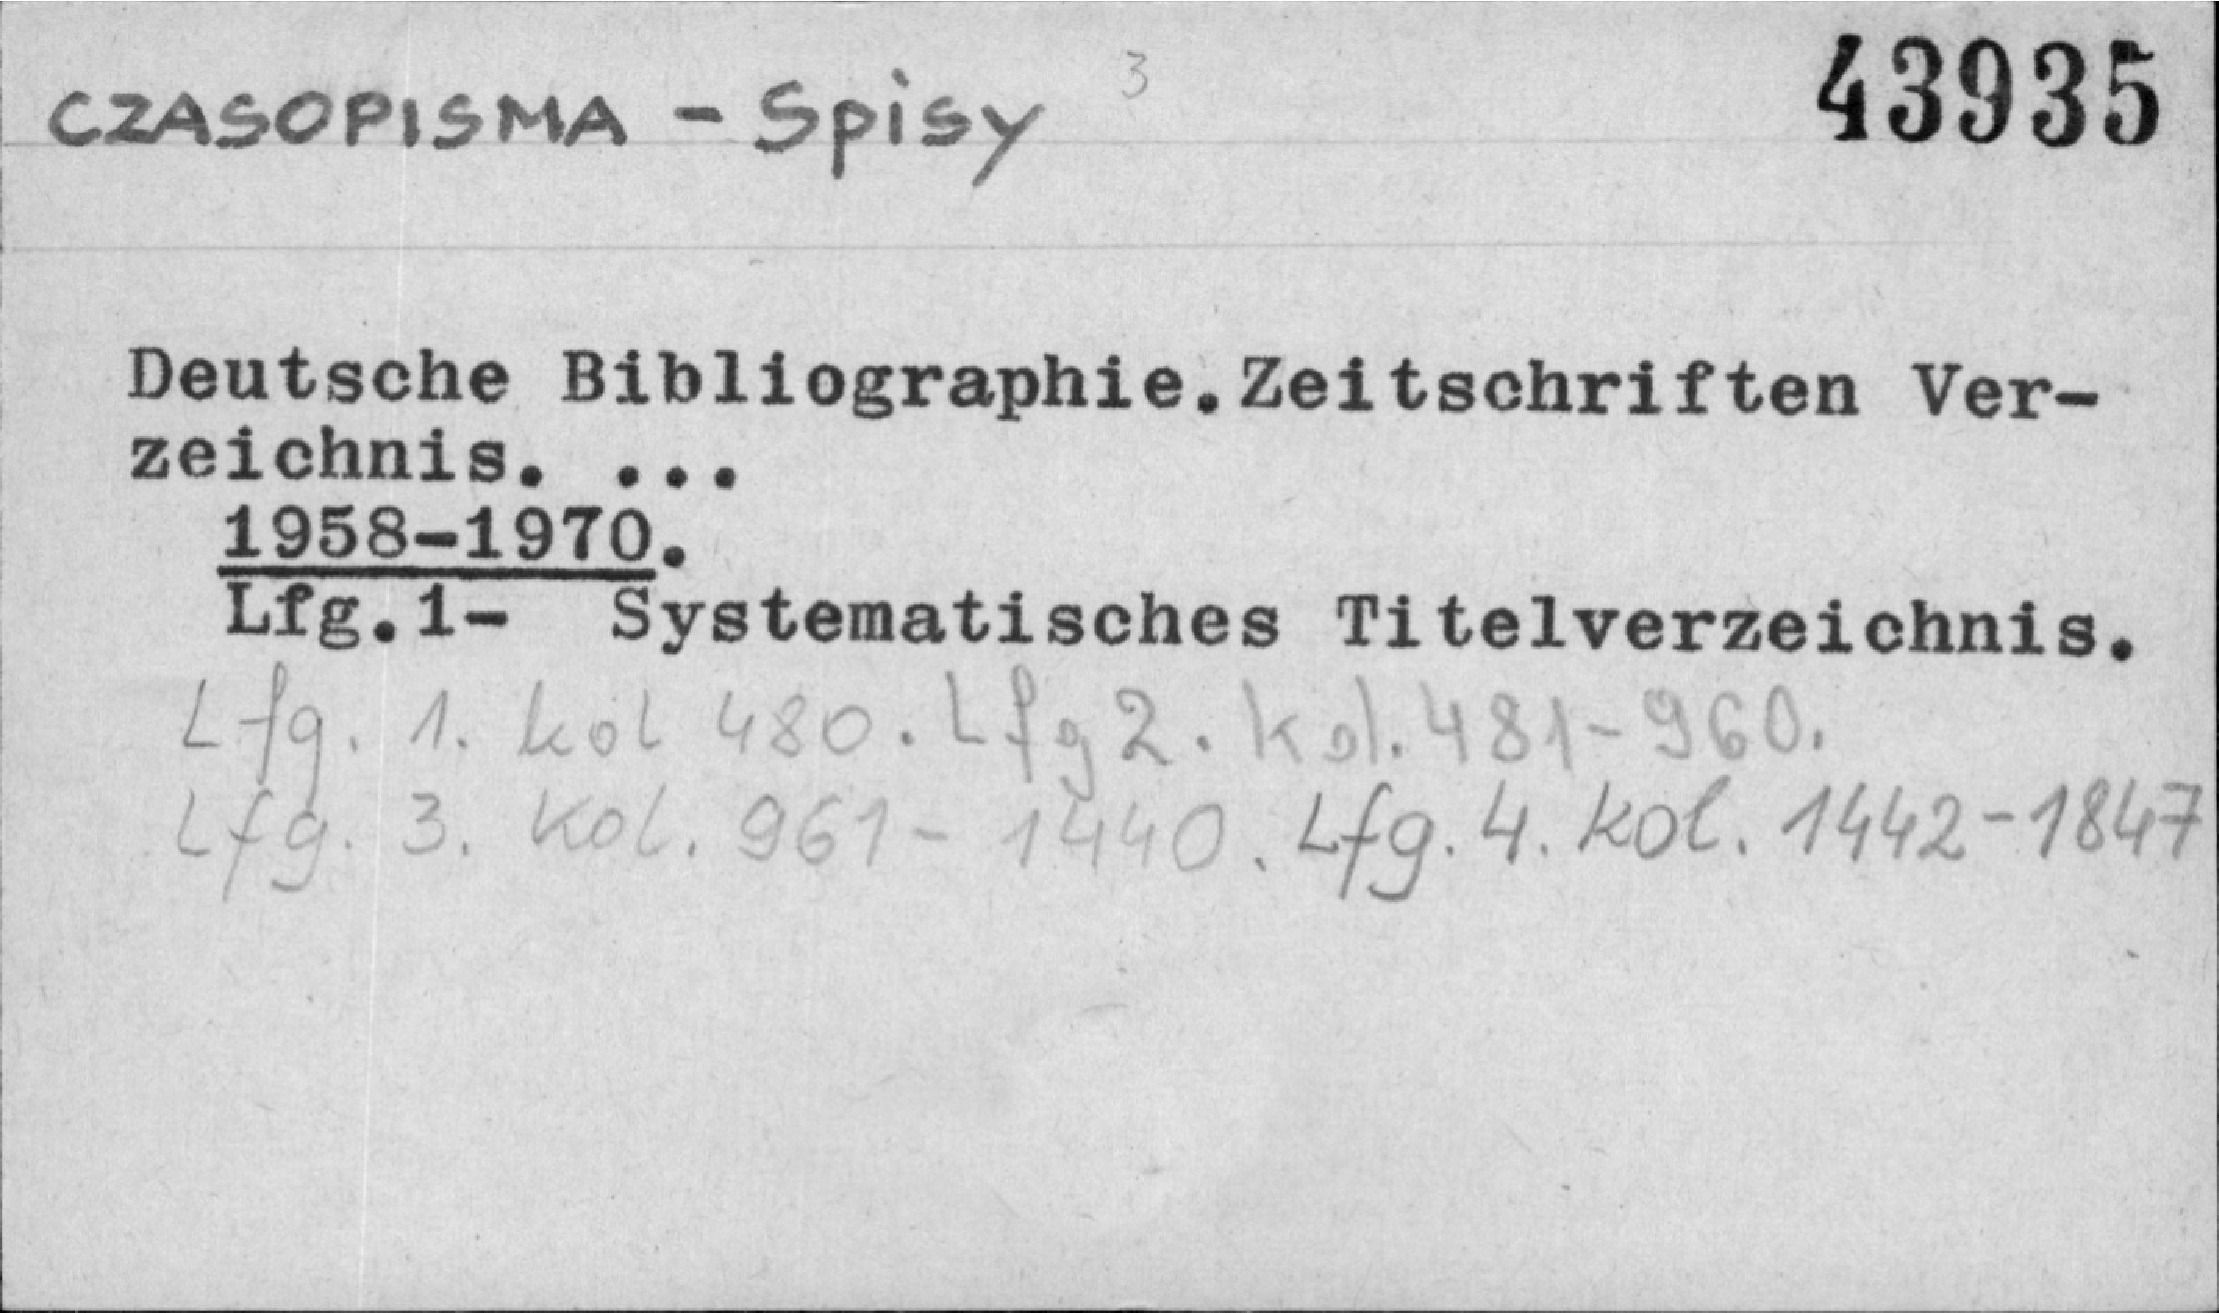 CZASOPISMA - Spisy 3 43935
Deutsche Bibliographie.Zeitschriften Ver-
zeichnis. ...
1958-1970.
Lfg.1- Systematisches Titelverzeichnis.
Lfg. 1. kol 480. Lfg 2. kol. 481-960.
Lfg. 3. kol. 961-1440. Lfg. 4. kol. 1442-1847